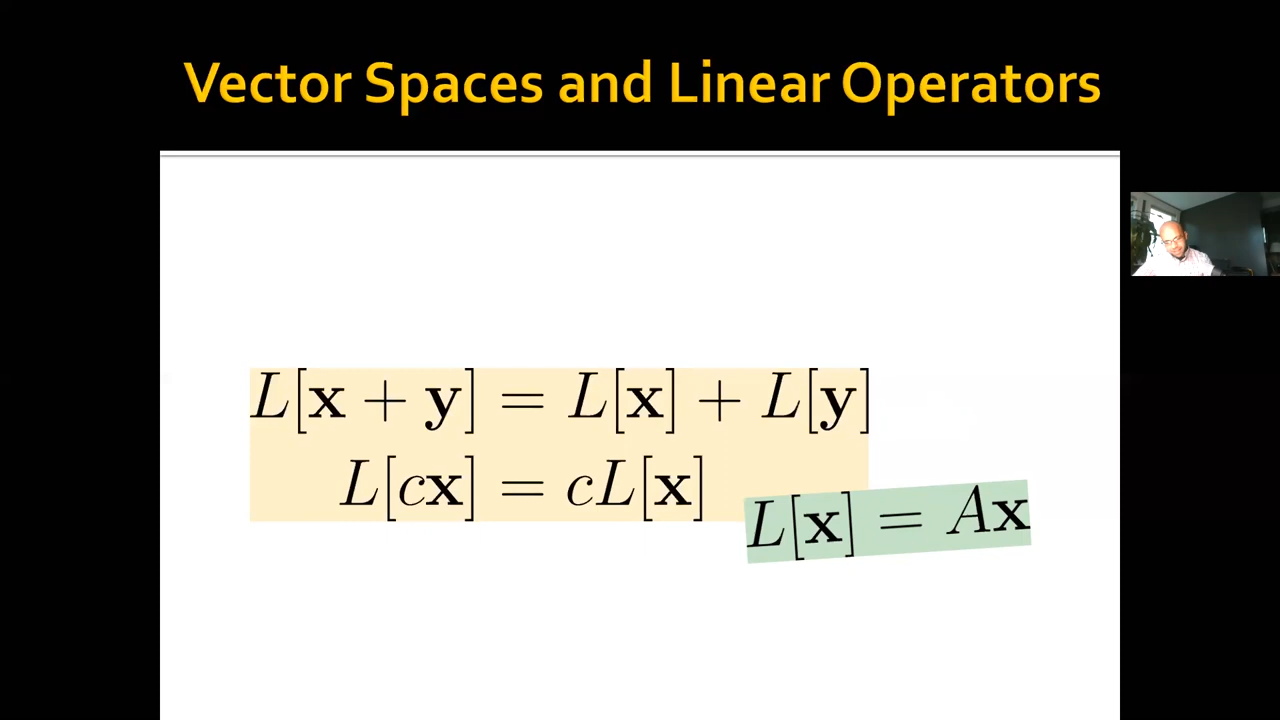 Vector Spaces and Linear Operators
L[x + y] = L[x] + L[y]
L[cx] = cL[x]
L[x] = Ax